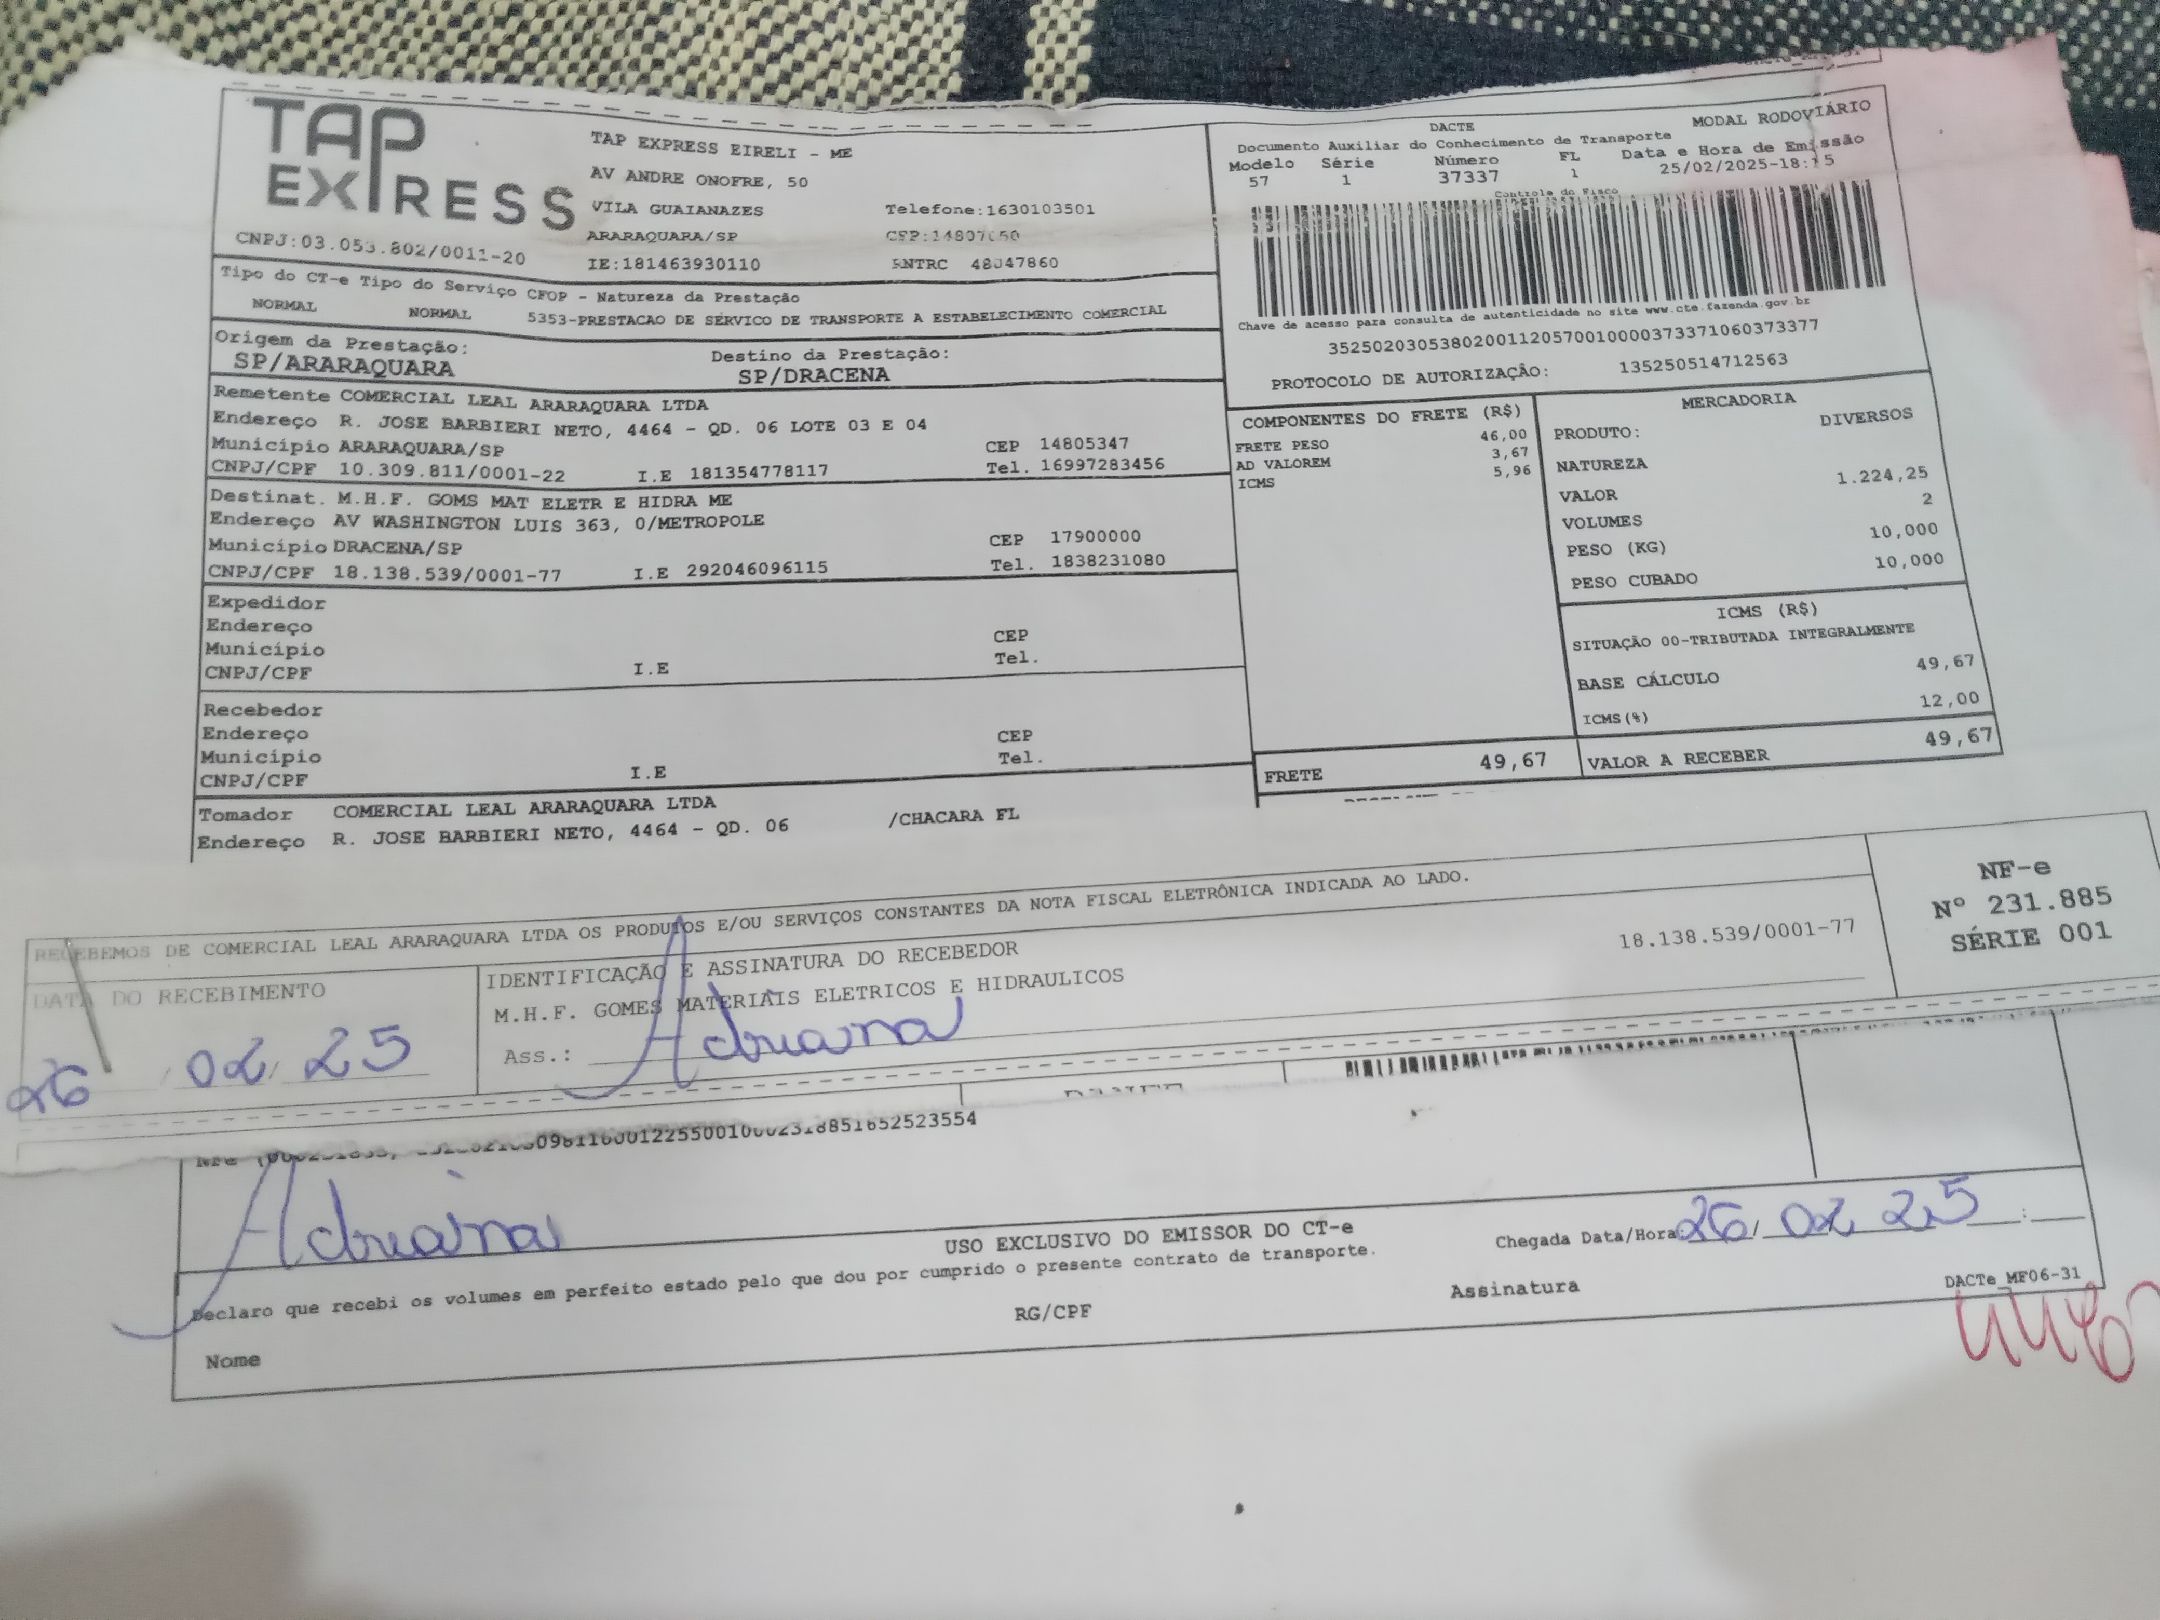 TAP
EXPRESS
CNPJ:03.053.802/0011-20
TAP EXPRESS EIRELI - ME
AV ANDRE ONOFRE, 50
VILA GUAIANAZES Telefone:1630103501
ARARAQUARA/SP
IE:181463930110 RNTRC 48047860
DACTE MODAL RODOVIÁRIO
Documento Auxiliar do Conhecimento de Transporte
Modelo Série Número FL Data e Hora de Emissão
57 1 37337 1 25/02/2025-18:15
Controle do Fisco
Chave de acesso para consulta de autenticidade no site www.cte.fazenda.gov.br
35250203053802001120570010000373371060373377
PROTOCOLO DE AUTORIZAÇÃO: 135250514712563
Tipo do CT-e Tipo do Serviço CFOP - Natureza da Prestação
NORMAL NORMAL 5353-PRESTACAO DE SERVICO DE TRANSPORTE A ESTABELECIMENTO COMERCIAL
Origem da Prestação: Destino da Prestação:
SP/ARARAQUARA SP/DRACENA
Remetente COMERCIAL LEAL ARARAQUARA LTDA
Endereço R. JOSE BARBIERI NETO, 4464 - QD. 06 LOTE 03 E 04
Município ARARAQUARA/SP CEP 14805347
CNPJ/CPF 10.309.811/0001-22 I.E 181354778117 Tel. 16997283456
Destinat. M.H.F. GOMS MAT ELETR E HIDRA ME
Endereço AV WASHINGTON LUIS 363, 0/METROPOLE
Município DRACENA/SP CEP 17900000
CNPJ/CPF 18.138.539/0001-77 I.E 292046096115 Tel. 1838231080
Expedidor
Endereço
Município CEP
CNPJ/CPF I.E Tel.
Recebedor
Endereço
Município CEP
CNPJ/CPF I.E Tel.
Tomador COMERCIAL LEAL ARARAQUARA LTDA
Endereço R. JOSE BARBIERI NETO, 4464 - QD. 06 /CHACARA FL
COMPONENTES DO FRETE (R$)
FRETE PESO 46,00
AD VALOREM 3,67
ICMS 5,96
MERCADORIA
PRODUTO: DIVERSOS
NATUREZA
VALOR 1.224,25
VOLUMES 2
PESO (KG) 10,000
PESO CUBADO 10,000
ICMS (R$)
SITUAÇÃO 00-TRIBUTADA INTEGRALMENTE
BASE CÁLCULO 49,67
ICMS(%) 12,00
FRETE 49,67 VALOR A RECEBER 49,67
RECEBEMOS DE COMERCIAL LEAL ARARAQUARA LTDA OS PRODUTOS E/OU SERVIÇOS CONSTANTES DA NOTA FISCAL ELETRÔNICA INDICADA AO LADO.
DATA DO RECEBIMENTO
26 / 02 / 25
IDENTIFICAÇÃO E ASSINATURA DO RECEBEDOR
M.H.F. GOMES MATERIAIS ELETRICOS E HIDRAULICOS 18.138.539/0001-77
Ass.: Adriana
NF-e
Nº 231.885
SÉRIE 001
Adriana
USO EXCLUSIVO DO EMISSOR DO CT-e
Chegada Data/Hora 26/ 02 25 :
Declaro que recebi os volumes em perfeito estado pelo que dou por cumprido o presente contrato de transporte.
Nome RG/CPF Assinatura
DACTe_MF06-31